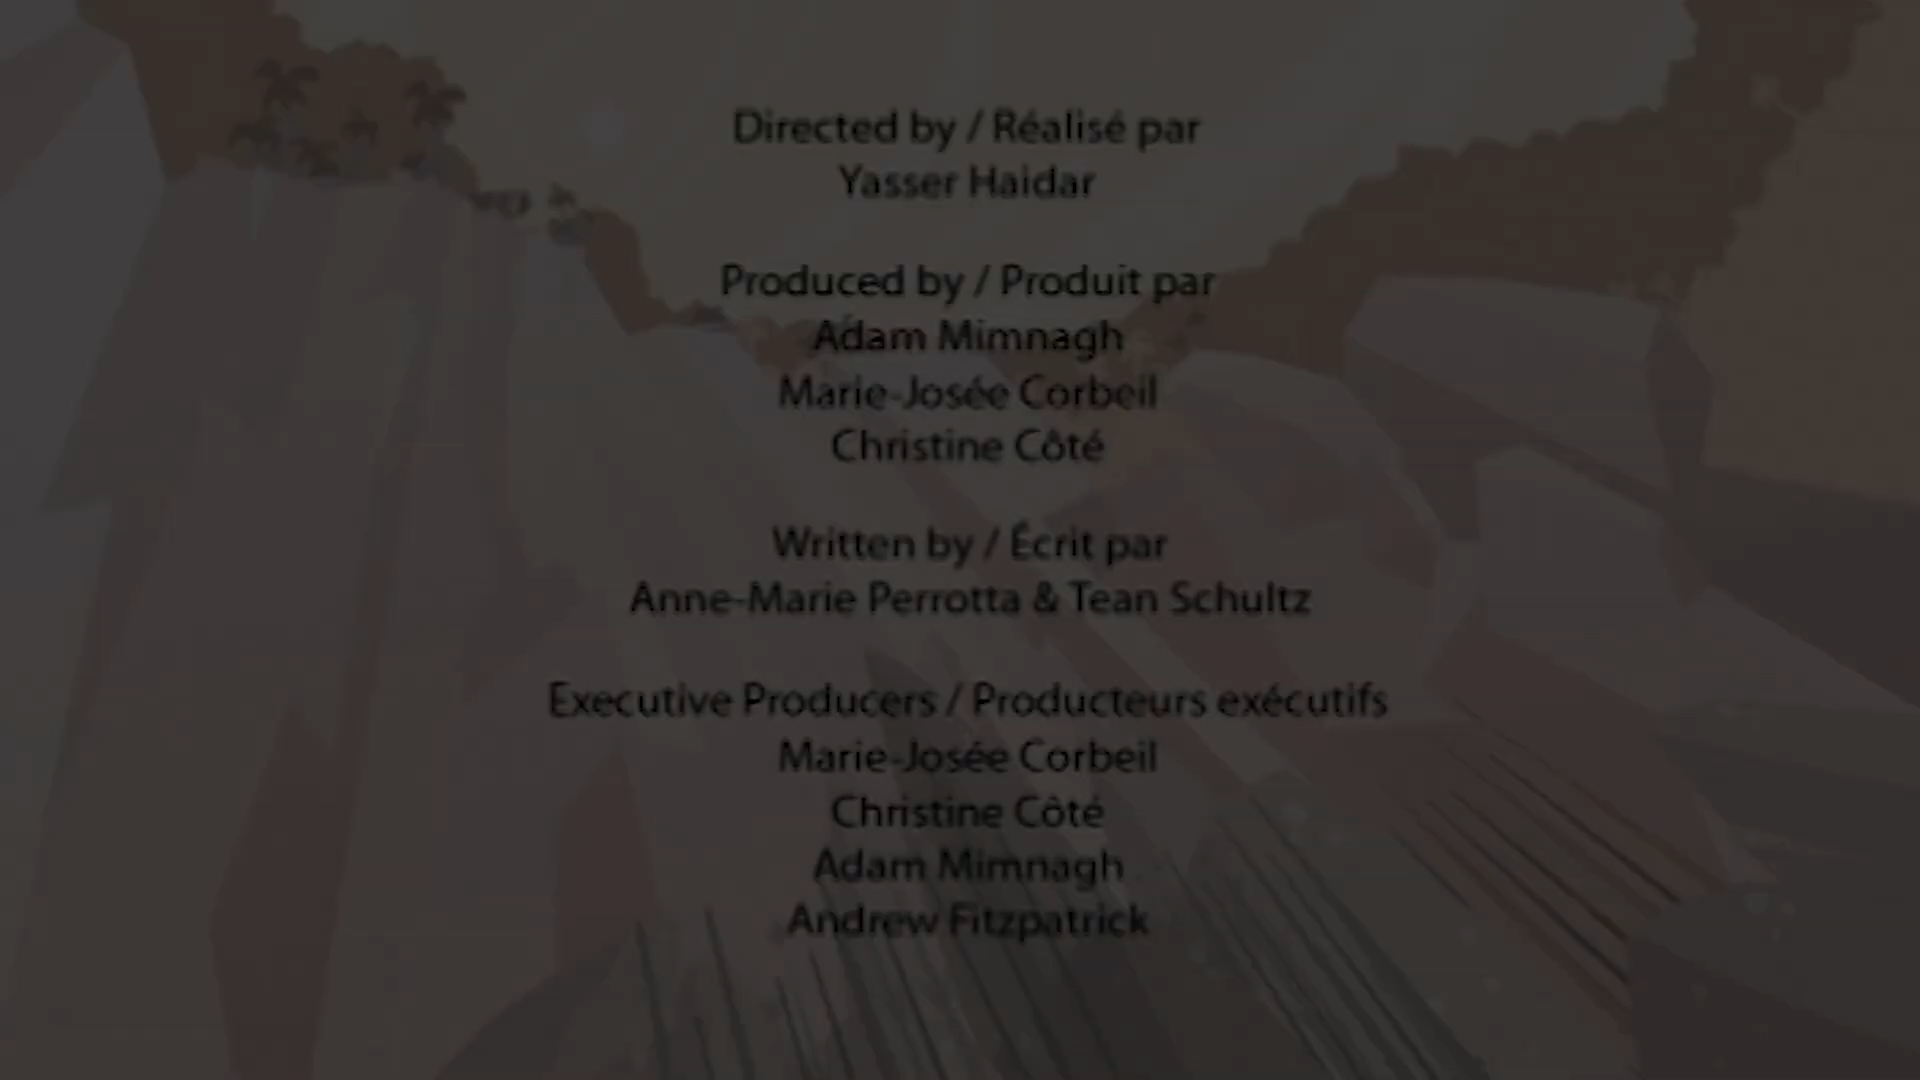 Directed by / Réalisé par
Yasser Haidar
Produced by / Produit par
Adam Mimnagh
Marie-Josée Corbeil
Christine Côté
Written by / Écrit par
Anne-Marie Perrotta & Tean Schultz
Executive Producers / Producteurs exécutifs
Marie-Josée Corbeil
Christine Côté
Adam Mimnagh
Andrew Fitzpatrick